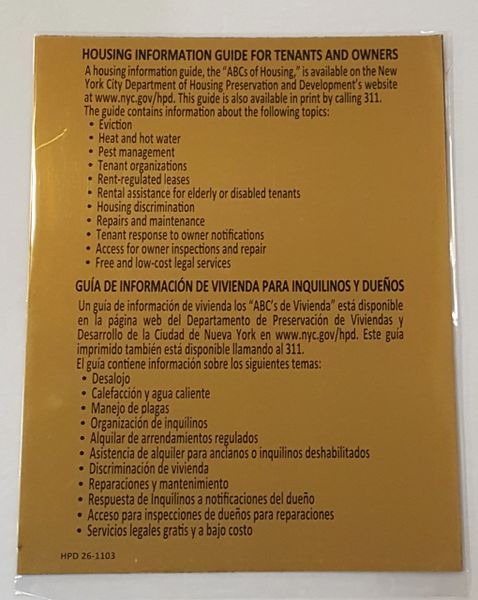 HOUSING INFORMATION GUIDE FOR TENANTS AND OWNERS
A housing information guide, the "ABCs of Housing," is available on the New
York City Department of Housing Preservation and Development's website
at www.nyc.gov/hpd. This guide is also available in print by calling 311.
The guide contains information about the following topics:
• Eviction
• Heat and hot water
• Pest management
• Tenant organizations
• Rent-regulated leases
• Rental assistance for elderly or disabled tenants
• Housing discrimination
• Repairs and maintenance
• Tenant response to owner notifications
• Access for owner inspections and repair
• Free and low-cost legal services
GUÍA DE INFORMACIÓN DE VIVIENDA PARA INQUILINOS Y DUEÑOS
Un guía de información de vivienda los "ABC's de Vivienda" está disponible
en la página web del Departamento de Preservación de Viviendas y
Desarrollo de la Ciudad de Nueva York en www.nyc.gov/hpd. Este guía
imprimido también está disponible llamando al 311.
El guía contiene información sobre los siguientes temas:
• Desalojo
• Calefacción y agua caliente
• Manejo de plagas
• Organización de inquilinos
• Alquilar de arrendamientos regulados
• Asistencia de alquiler para ancianos o inquilinos deshabilitados
• Discriminación de vivienda
• Reparaciones y mantenimiento
• Respuesta de Inquilinos a notificaciones del dueño
• Acceso para inspecciones de dueños para reparaciones
• Servicios legales gratis y a bajo costo
HPD 26-1103